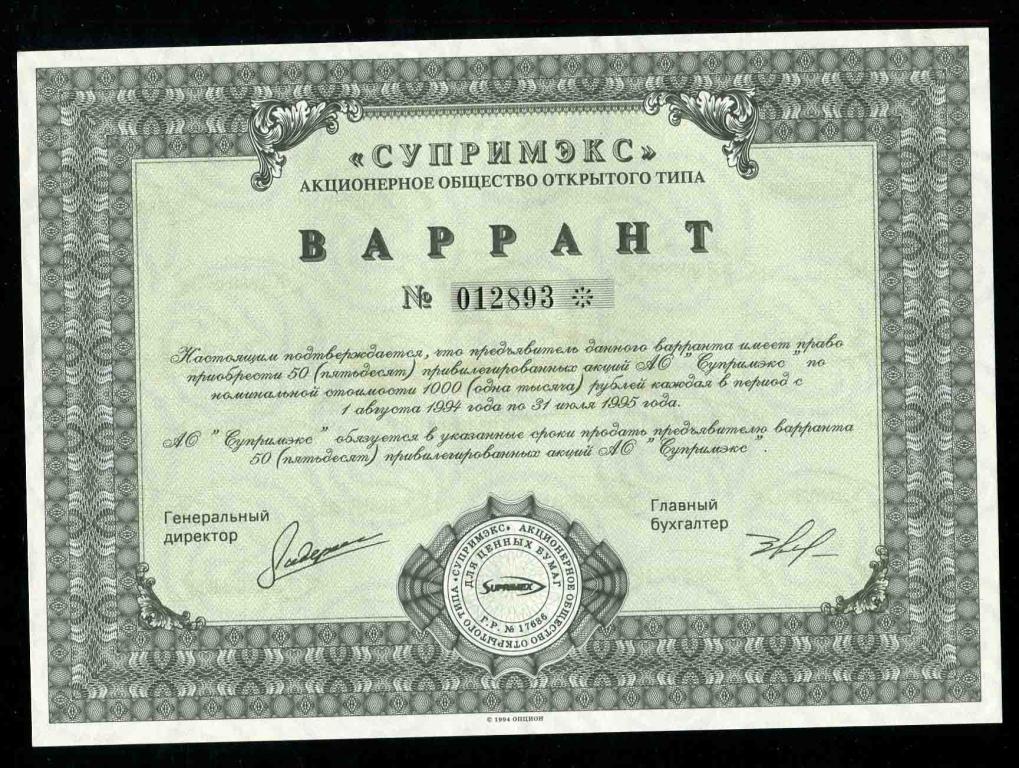 «СУПРИМЭКС»
АКЦИОНЕРНОЕ ОБЩЕСТВО ОТКРЫТОГО ТИПА
ВАРРАНТ
№ 012893 ※
Настоящим подтверждается, что предъявитель данного варранта имеет право
приобрести 50 (пятьдесят) привилегированных акций АО "Супримэкс" по
номинальной стоимости 1000 (одна тысяча) рублей каждая в период с
1 августа 1994 года по 31 июля 1995 года.
АО "Супримэкс" обязуется в указанные сроки продать предъявителю варранта
50 (пятьдесят) привилегированных акций АО "Супримэкс".
Генеральный
директор
Главный
бухгалтер
«СУПРИМЭКС» АКЦИОНЕРНОЕ ОБЩЕСТВО ОТКРЫТОГО ТИПА
ДЛЯ ЦЕННЫХ БУМАГ
SUPRIMEX
Г.Р. № 17686
© 1994 ОПЦИОН